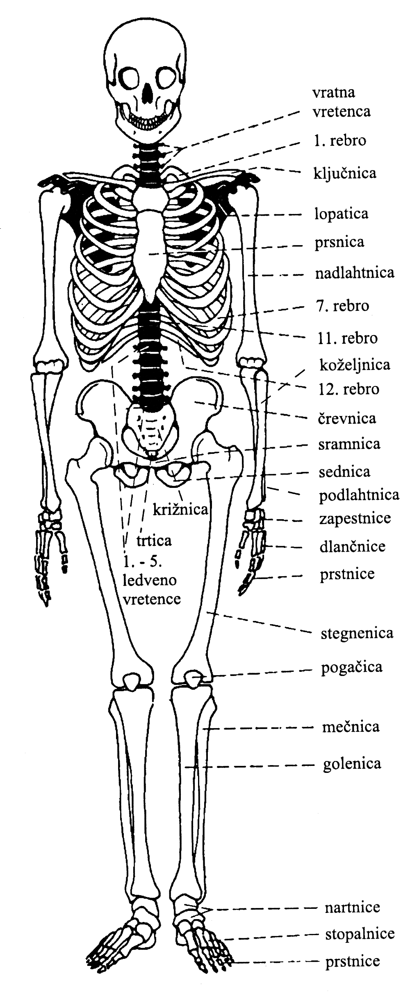 vratna
vretenca
1. rebro
ključnica
lopatica
prsnica
nadlahtnica
7. rebro
11. rebro
koželjnica
12. rebro
črevnica
sramnica
sednica
podlahtnica
križnica
zapestnice
trtica
dlančnice
1. - 5.
prstnice
ledveno
vretence
stegnenica
pogačica
mečnica
golenica
nartnice
stopalnice
prstnice